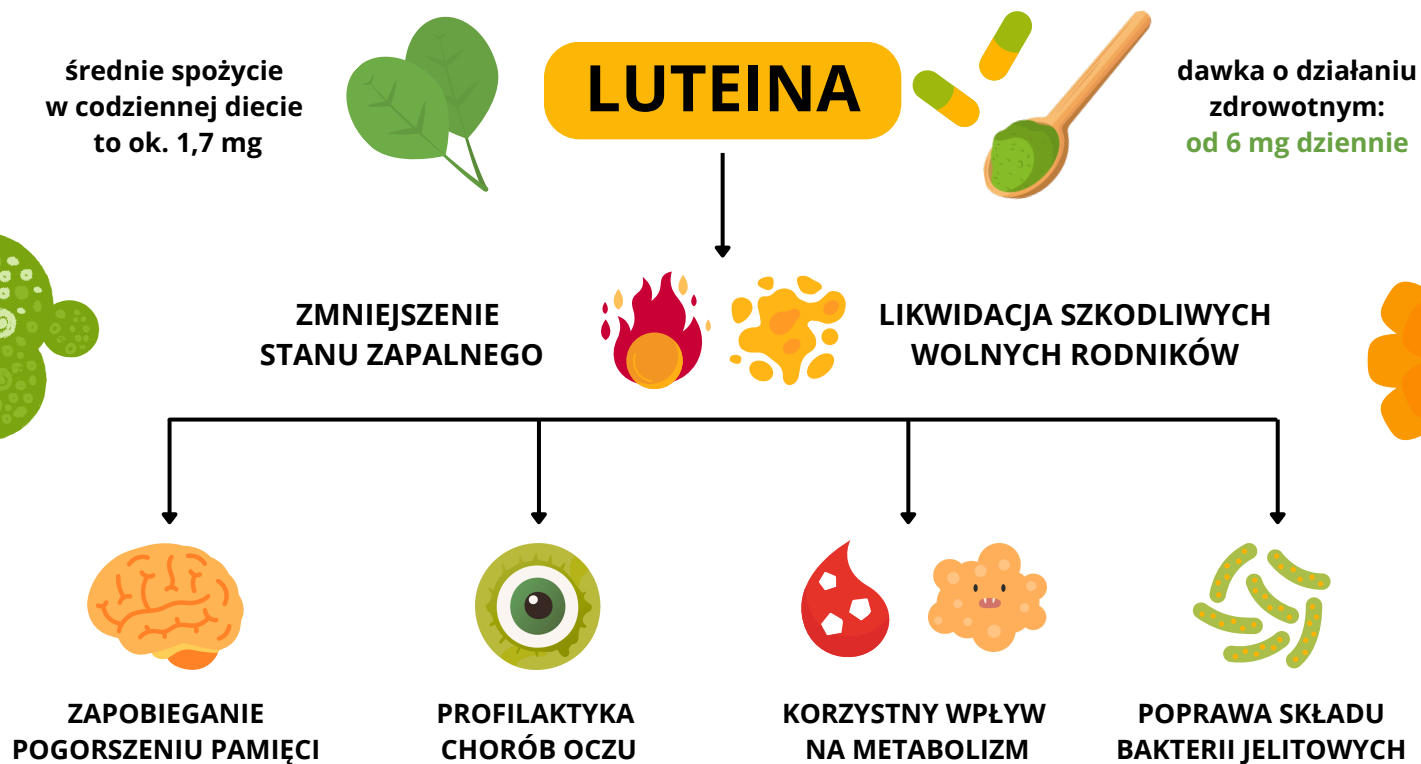 średnie spożycie
w codziennej diecie
to ok. 1,7 mg
LUTEINA
dawka o działaniu
zdrowotnym:
od 6 mg dziennie
ZMNIEJSZENIE
STANU ZAPALNEGO
LIKWIDACJA SZKODLIWYCH
WOLNYCH RODNIKÓW
ZAPOBIEGANIE
POGORSZENIU PAMIĘCI
PROFILAKTYKA
CHORÓB OCZU
KORZYSTNY WPŁYW
NA METABOLIZM
POPRAWA SKŁADU
BAKTERII JELITOWYCH